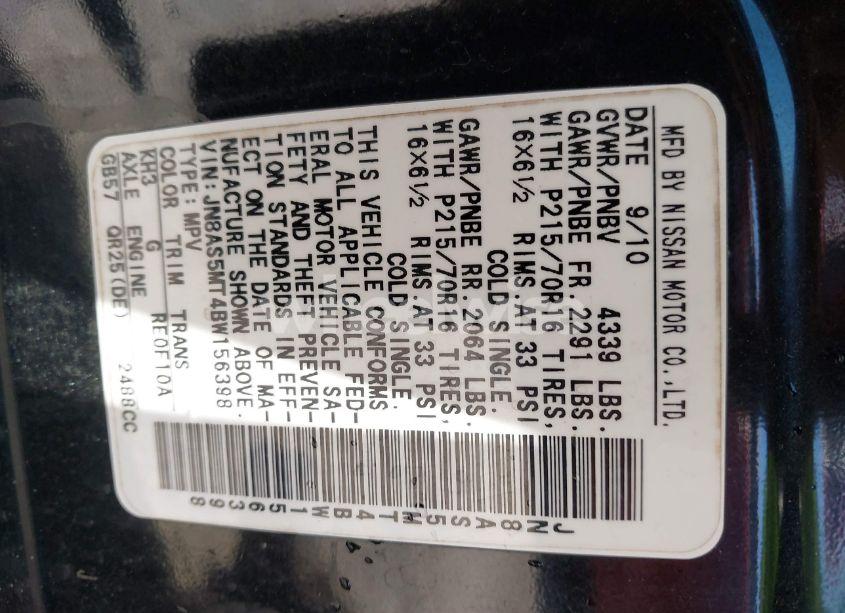 MFD BY NISSAN MOTOR CO.,LTD.
DATE 9/10
GVWR/PNBV 4339 LBS.
GAWR/PNBE FR.2291 LBS.
WITH P215/70R16 TIRES,
16X6½ RIMS.AT 33 PSI
COLD SINGLE.
GAWR/PNBE RR.2064 LBS.
WITH P215/70R16 TIRES,
16X6½ RIMS.AT 33 PSI
COLD SINGLE.
THIS VEHICLE CONFORMS
TO ALL APPLICABLE FED-
ERAL MOTOR VEHICLE SA-
FETY AND THEFT PREVEN-
TION STANDARDS IN EFF-
ECT ON THE DATE OF MA-
NUFACTURE SHOWN ABOVE.
VIN:JN8AS5MT4BW156398
TYPE:MPV
COLOR TRIM TRANS
KH3 G RE0F10A
AXLE ENGINE
GB57 QR25(DE) 2488CC
JN8AS5MT4BW156398